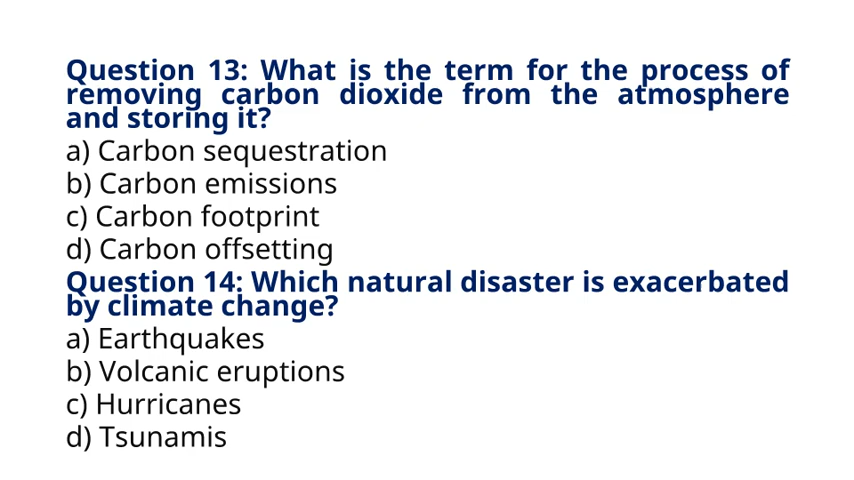 Question 13: What is the term for the process of
removing carbon dioxide from the atmosphere
and storing it?
a) Carbon sequestration
b) Carbon emissions
c) Carbon footprint
d) Carbon offsetting
Question 14: Which natural disaster is exacerbated
by climate change?
a) Earthquakes
b) Volcanic eruptions
c) Hurricanes
d) Tsunamis